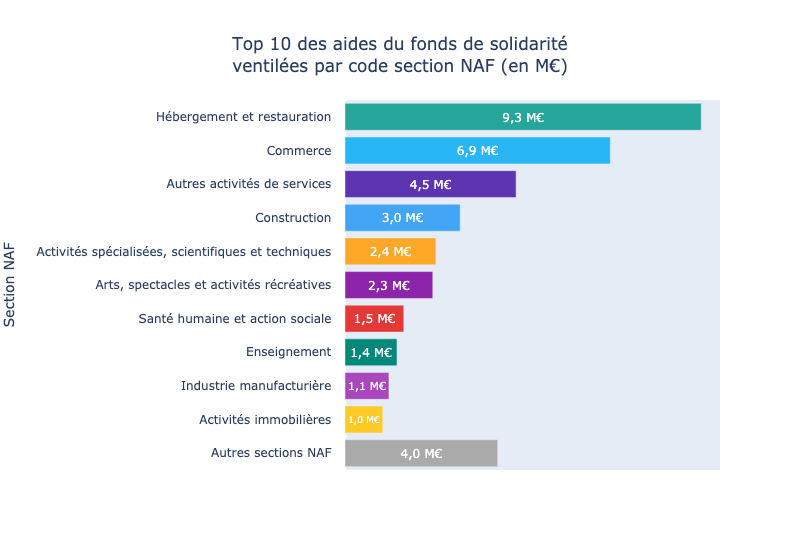 Top 10 des aides du fonds de solidarité
ventilées par code section NAF (en M€)
Section NAF
Hébergement et restauration 9,3 M€
Commerce 6,9 M€
Autres activités de services 4,5 M€
Construction 3,0 M€
Activités spécialisées, scientifiques et techniques 2,4 M€
Arts, spectacles et activités récréatives 2,3 M€
Santé humaine et action sociale 1,5 M€
Enseignement 1,4 M€
Industrie manufacturière 1,1 M€
Activités immobilières 1,0 M€
Autres sections NAF 4,0 M€